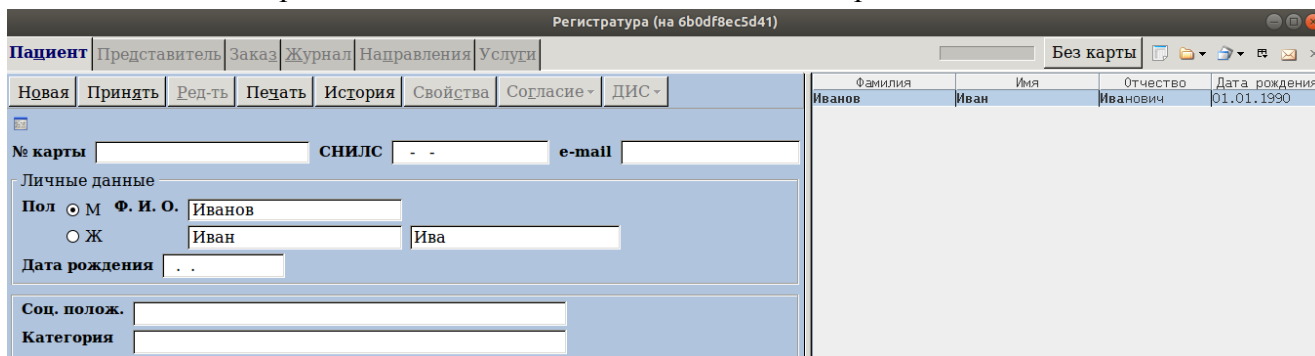 Регистратура (на 6b0df8ec5d41)
Пациент Представитель Заказ Журнал Направления Услуги Без карты
Новая Принять Ред-ть Печать История Свойства Согласие ДИС
Фамилия Имя Отчество Дата рождения
Иванов Иван Иванович 01.01.1990
№ карты СНИЛС - - e-mail
Личные данные
Пол М Ф. И. О. Иванов
Ж Иван Ива
Дата рождения . .
Соц. полож.
Категория